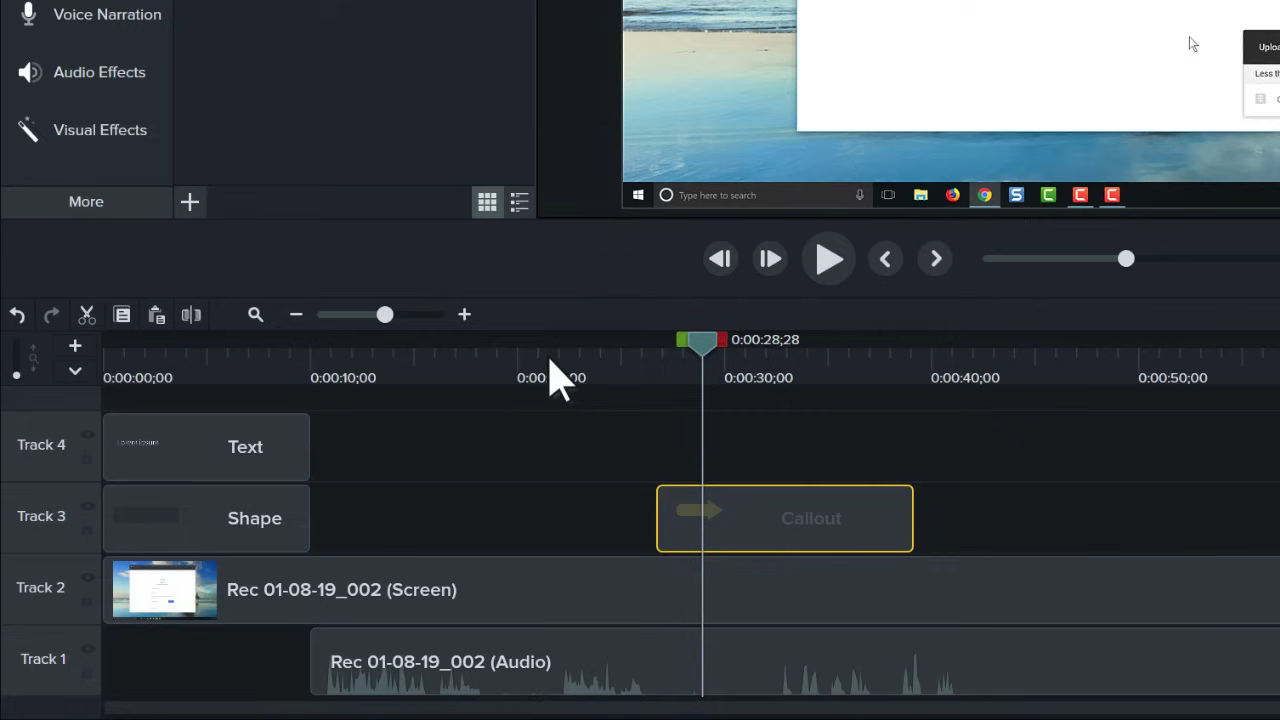 Voice Narration
Audio Effects
Visual Effects
More
Less th
Type here to search
0:00:28;28
0:00:00;00
0:00:10;00
0:00:30;00
0:00:40;00
0:00:50;00
Track 4
Text
Track 3
Shape
Callout
Track 2
Rec 01-08-19_002 (Screen)
Track 1
Rec 01-08-19_002 (Audio)